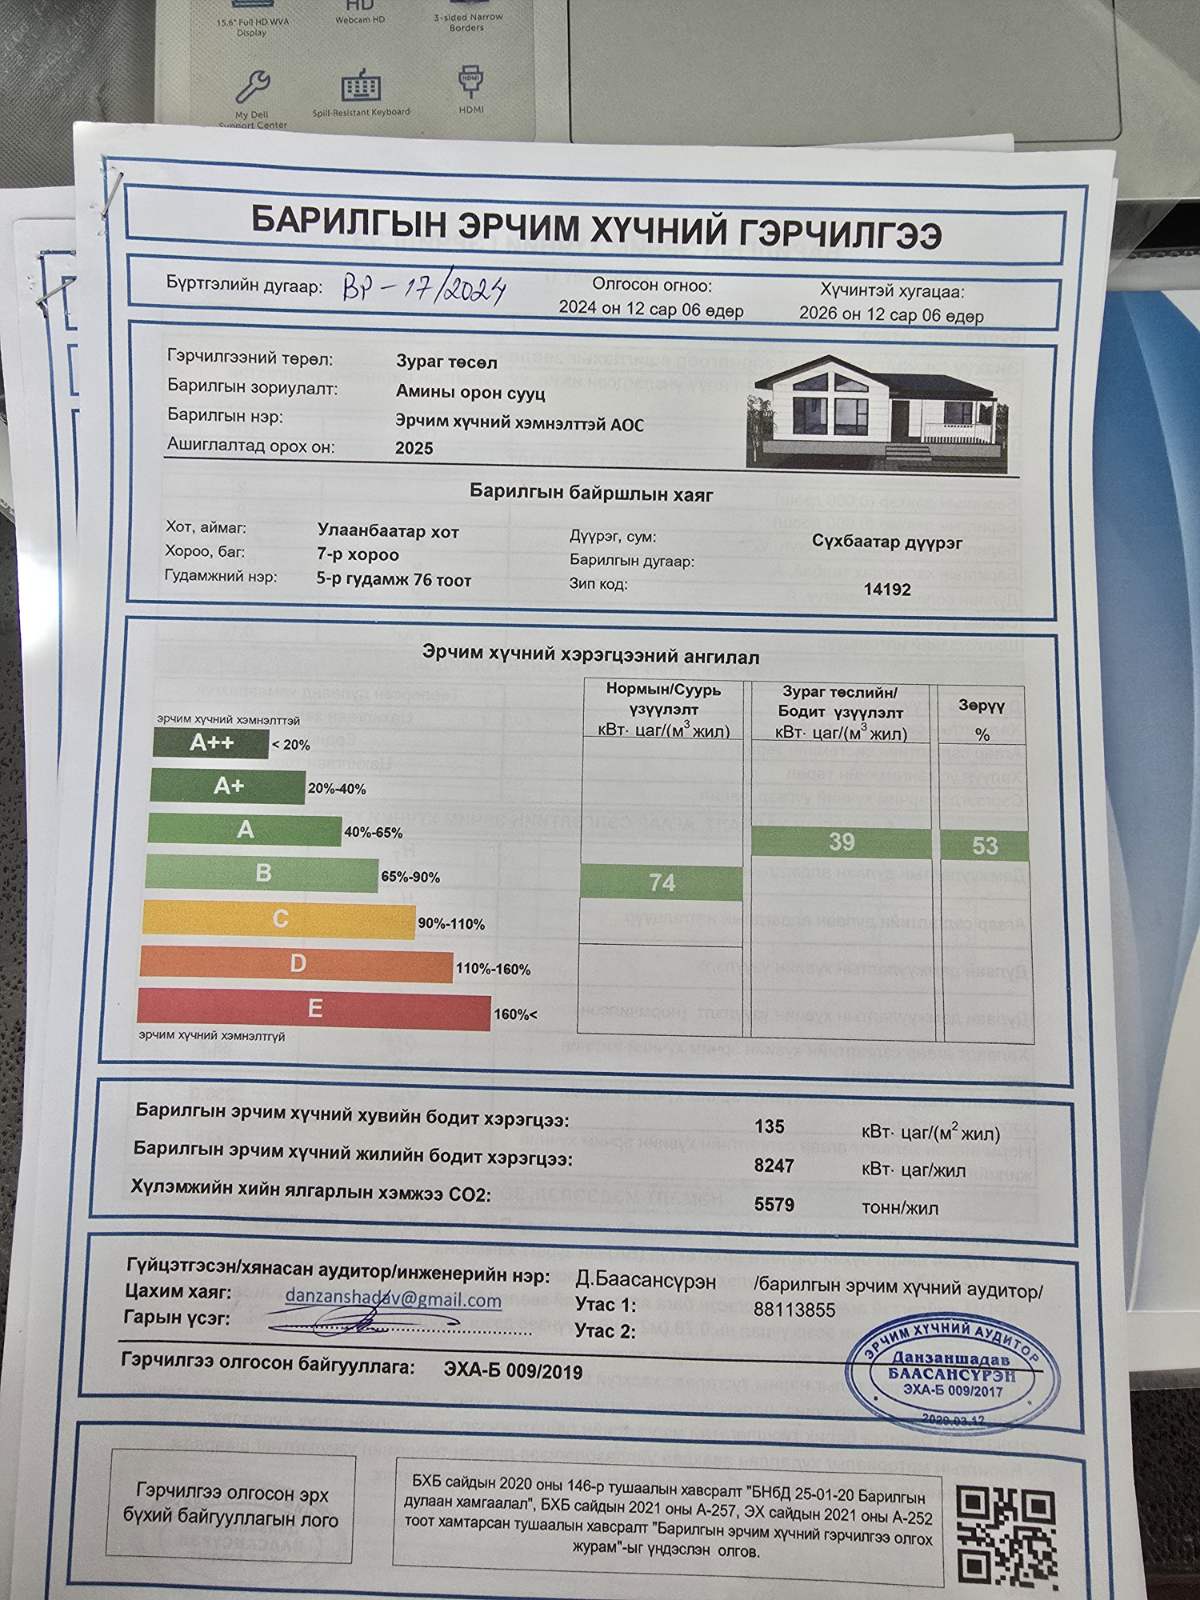 15.6" Full HD WVA
Display
HD
Webcam HD
3-sided Narrow
Borders
My Dell
Support Center
Spill-Resistant Keyboard
HDMI
HDMI
БАРИЛГЫН ЭРЧИМ ХҮЧНИЙ ГЭРЧИЛГЭЭ
Бүртгэлийн дугаар: BP-17/2024
Олгосон огноо:
2024 он 12 сар 06 өдөр
Хүчинтэй хугацаа:
2026 он 12 сар 06 өдөр
Гэрчилгээний төрөл: Зураг төсөл
Барилгын зориулалт: Амины орон сууц
Барилгын нэр: Эрчим хүчний хэмнэлттэй АОС
Ашиглалтад орох он: 2025
Барилгын байршлын хаяг
Хот, аймаг: Улаанбаатар хот Дүүрэг, сум: Сүхбаатар дүүрэг
Хороо, баг: 7-р хороо Барилгын дугаар:
Гудамжний нэр: 5-р гудамж 76 тоот Зип код: 14192
Эрчим хүчний хэрэгцээний ангилал
Нормын/Суурь
үзүүлэлт
кВт· цаг/(м³ жил)
Зураг төслийн/
Бодит үзүүлэлт
кВт· цаг/(м³ жил)
Зөрүү
%
эрчим хүчний хэмнэлттэй
A++ < 20%
A+ 20%-40%
A 40%-65% 39 53
B 65%-90% 74
C 90%-110%
D 110%-160%
E 160%<
эрчим хүчний хэмнэлтгүй
Барилгын эрчим хүчний хувийн бодит хэрэгцээ: 135 кВт· цаг/(м² жил)
Барилгын эрчим хүчний жилийн бодит хэрэгцээ: 8247 кВт· цаг/жил
Хүлэмжийн хийн ялгарлын хэмжээ CO2: 5579 тонн/жил
Гүйцэтгэсэн/хянасан аудитор/инженерийн нэр: Д.Баасансүрэн /барилгын эрчим хүчний аудитор/
Цахим хаяг: danzanshadav@gmail.com Утас 1: 88113855
Гарын үсэг: Утас 2:
Гэрчилгээ олгосон байгууллага: ЭХА-Б 009/2019
ЭРЧИМ ХҮЧНИЙ АУДИТОР
Данзаншадав
БААСАНСҮРЭН
ЭХА-Б 009/2017
2020.03.12
Гэрчилгээ олгосон эрх
бүхий байгууллагын лого
БХБ сайдын 2020 оны 146-р тушаалын хавсралт "БНбД 25-01-20 Барилгын
дулаан хамгаалал", БХБ сайдын 2021 оны А-257, ЭХ сайдын 2021 оны А-252
тоот хамтарсан тушаалын хавсралт "Барилгын эрчим хүчний гэрчилгээ олгох
журам"-ыг үндэслэн олгов.